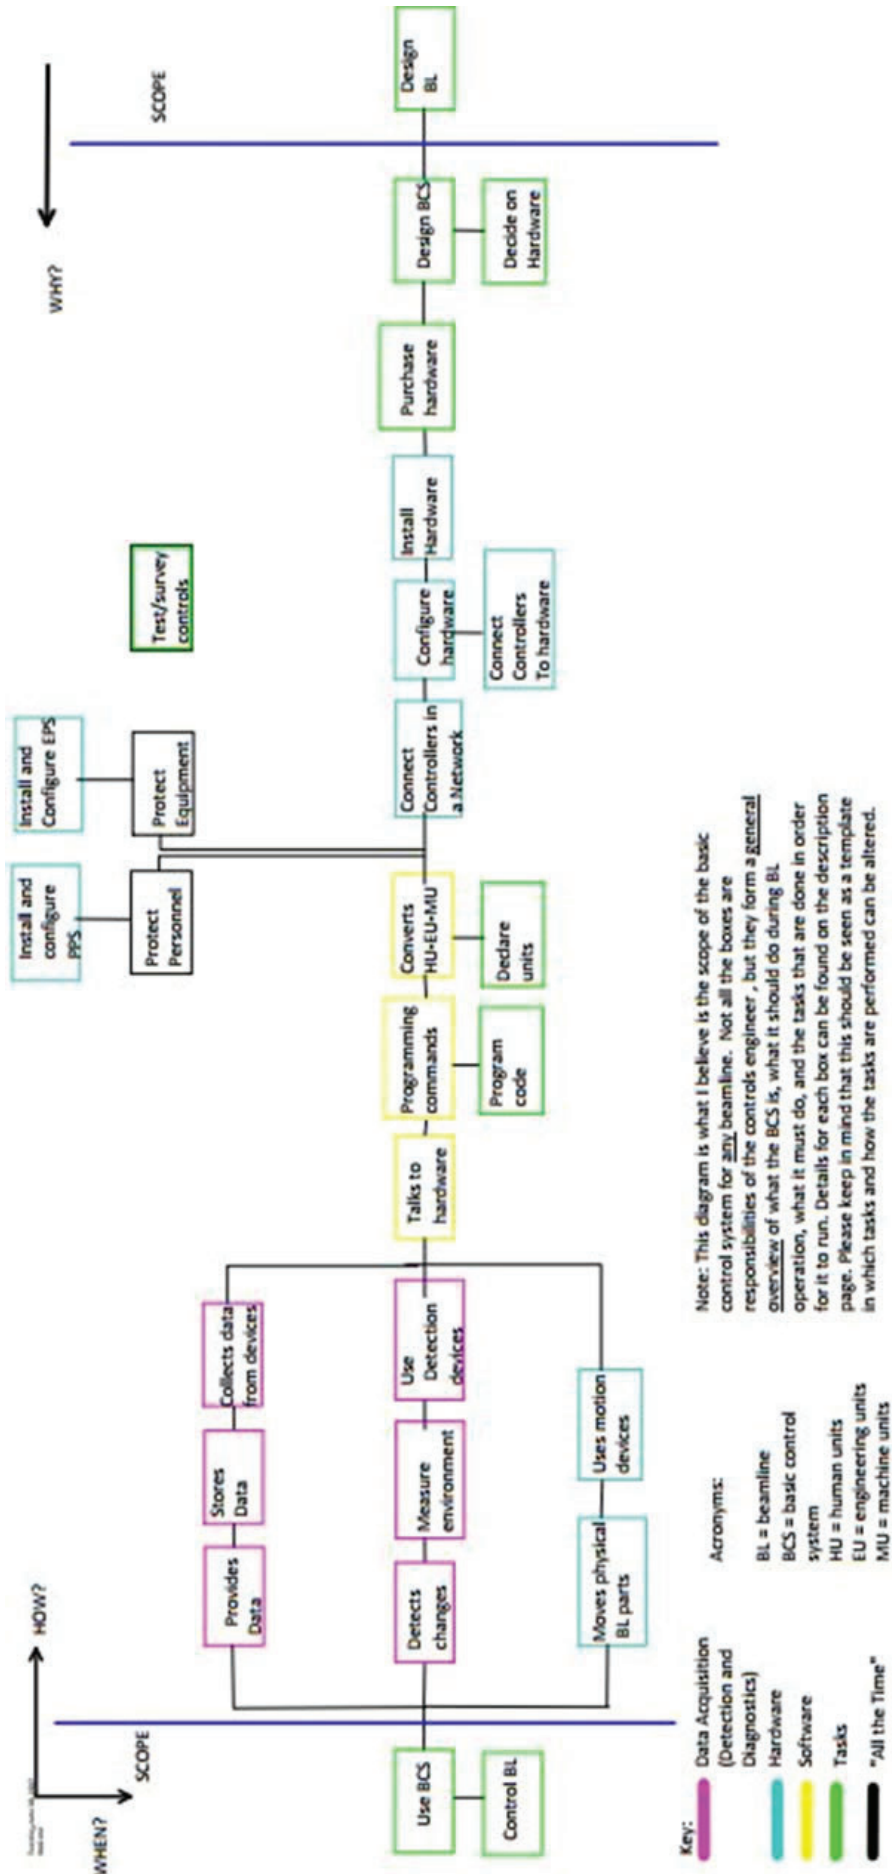 HOW?
WHEN?
SCOPE
WHY?
SCOPE
Use BCS
Control BL
Provides
Data
Stores
Data
Collects data
from devices
Detects
changes
Measure
environment
Use
Detection
devices
Moves physical
BL parts
Uses motion
devices
Talks to
hardware
Programming
commands
Program
code
Converts
HU-EU-MU
Declare
units
Install and
configure
PPS
Protect
Personnel
Install and
Configure EPS
Protect
Equipment
Test/survey
controls
Connect
Controllers in
a Network
Configure
hardware
Connect
Controllers
To hardware
Install
Hardware
Purchase
hardware
Design BCS
Decide on
Hardware
Design
BL
Key:
Data Acquisition
(Detection and
Diagnostics)
Hardware
Software
Tasks
"All the Time"
Acronyms:
BL = beamline
BCS = basic control
system
HU = human units
EU = engineering units
MU = machine units
Note: This diagram is what I believe is the scope of the basic
control system for any beamline. Not all the boxes are
responsibilities of the controls engineer , but they form a general
overview of what the BCS is, what it should do during BL
operation, what it must do, and the tasks that are done in order
for it to run. Details for each box can be found on the description
page. Please keep in mind that this should be seen as a template
in which tasks and how the tasks are performed can be altered.